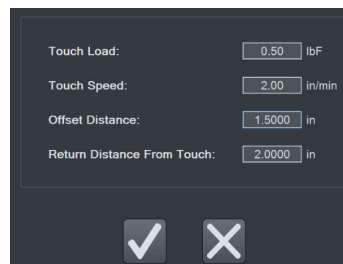 Touch Load: 0.50 lbF
Touch Speed: 2.00 in/min
Offset Distance: 1.5000 in
Return Distance From Touch: 2.0000 in